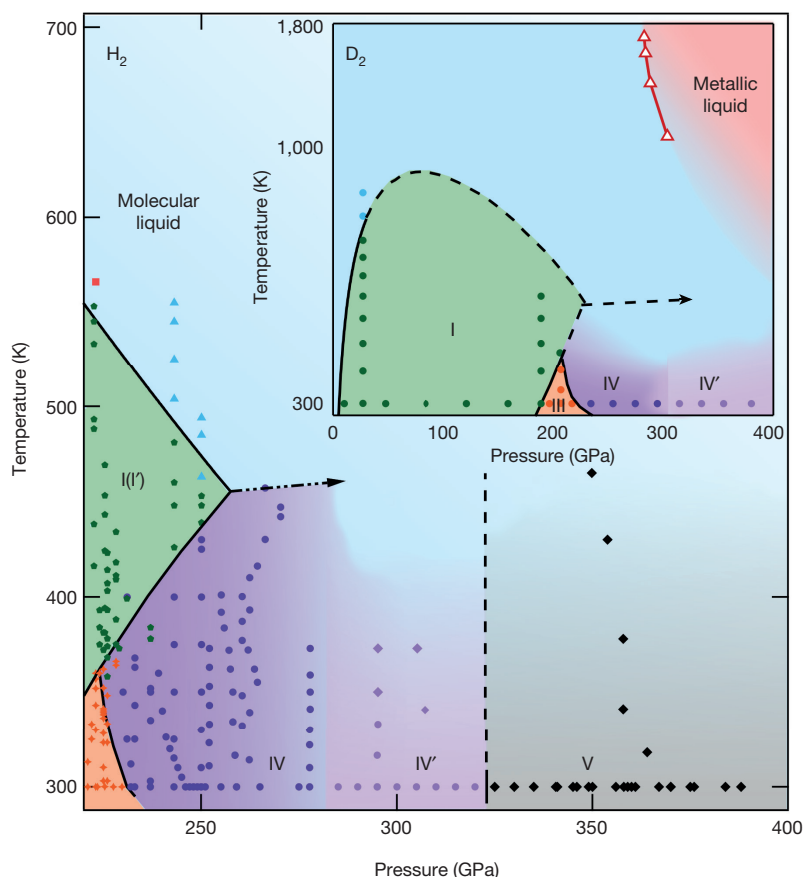 700
600
500
400
300
Temperature (K)
250
300
350
400
Pressure (GPa)
H₂
Molecular
liquid
I(I′)
IV
IV′
V
D₂
1,800
1,000
300
Temperature (K)
Metallic
liquid
I
III
IV
IV′
0
100
200
300
400
Pressure (GPa)